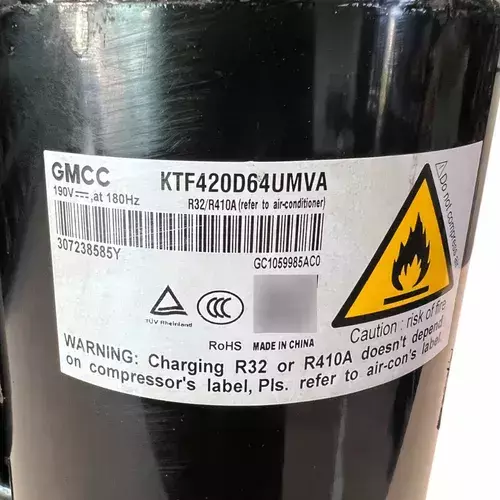 GMCC KTF420D64UMVA
190V⎓,at 180Hz R32/R410A(refer to air-conditioner)
307238585Y GC1059985AC0
TÜV Rheinland
CCC
RoHS MADE IN CHINA
Caution : risk of fire
WARNING: Charging R32 or R410A doesn't depend
on compressor's label, Pls. refer to air-con's label.